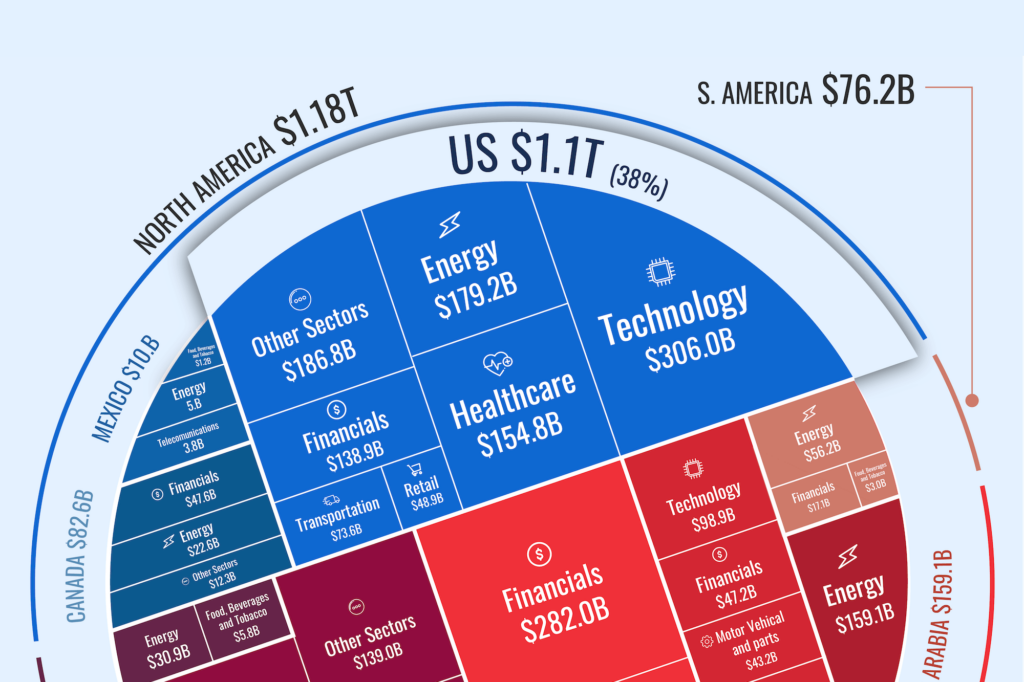 NORTH AMERICA $1.18T
S. AMERICA $76.2B
US $1.1T (38%)
MEXICO $10.B
CANADA $82.6B
ARABIA $159.1B
Other Sectors
$186.8B
Energy
$179.2B
Technology
$306.0B
Financials
$138.9B
Healthcare
$154.8B
Transportation
$73.6B
Retail
$48.9B
Food, Beverages
and Tobacco
$1.2B
Energy
5.B
Telecomunications
3.8B
Financials
$47.6B
Energy
$22.6B
Other Sectors
$12.3B
Energy
$56.2B
Financials
$17.1B
Food, Beverages
and Tobacco
$3.0B
Energy
$30.9B
Food, Beverages
and Tobacco
$5.8B
Other Sectors
$139.0B
Financials
$282.0B
Technology
$98.9B
Financials
$47.2B
Motor Vehical
and parts
$43.2B
Energy
$159.1B